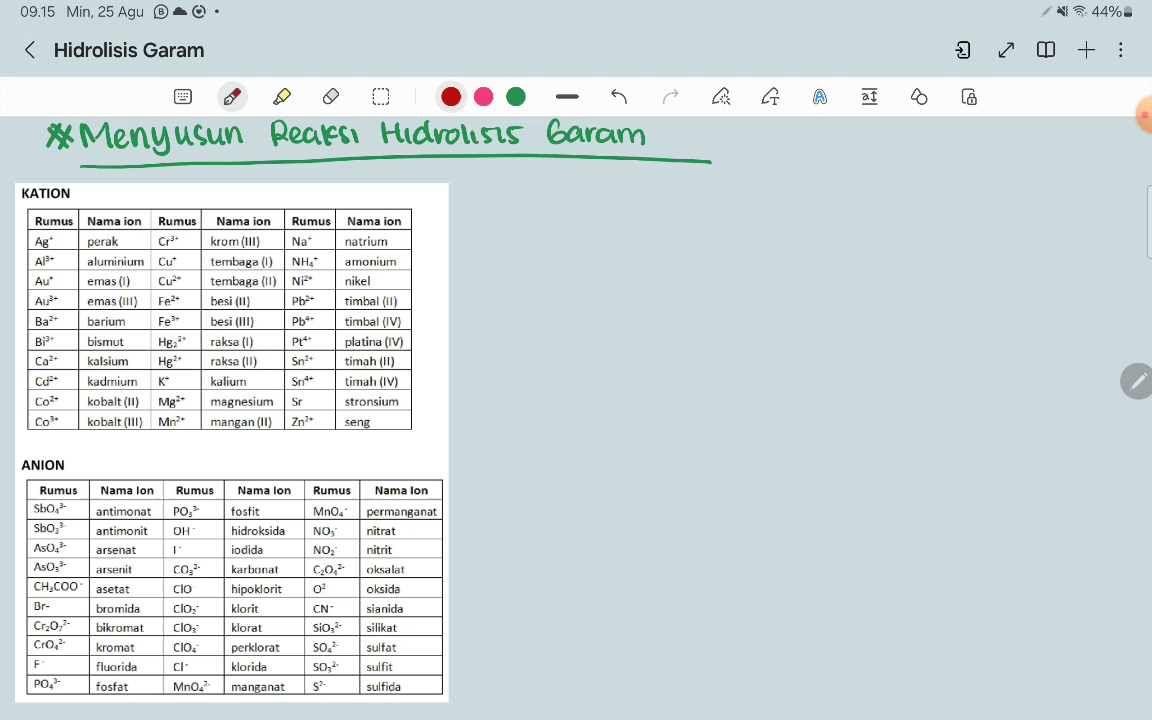 09.15 Min, 25 Agu
44%
Hidrolisis Garam
*Menyusun Reaksi Hidrolisis Garam
KATION
Rumus Nama ion Rumus Nama ion Rumus Nama ion
Ag⁺ perak Cr³⁺ krom (III) Na⁺ natrium
Al³⁺ aluminium Cu⁺ tembaga (I) NH₄⁺ amonium
Au⁺ emas (I) Cu²⁺ tembaga (II) Ni²⁺ nikel
Au³⁺ emas (III) Fe²⁺ besi (II) Pb²⁺ timbal (II)
Ba²⁺ barium Fe³⁺ besi (III) Pb⁴⁺ timbal (IV)
Bi³⁺ bismut Hg₂²⁺ raksa (I) Pt⁴⁺ platina (IV)
Ca²⁺ kalsium Hg²⁺ raksa (II) Sn²⁺ timah (II)
Cd²⁺ kadmium K⁺ kalium Sn⁴⁺ timah (IV)
Co²⁺ kobalt (II) Mg²⁺ magnesium Sr stronsium
Co³⁺ kobalt (III) Mn²⁺ mangan (II) Zn²⁺ seng
ANION
Rumus Nama Ion Rumus Nama Ion Rumus Nama Ion
SbO₄³⁻ antimonat PO₃³⁻ fosfit MnO₄⁻ permanganat
SbO₃³⁻ antimonit OH⁻ hidroksida NO₃⁻ nitrat
AsO₄³⁻ arsenat I⁻ iodida NO₂⁻ nitrit
AsO₃³⁻ arsenit CO₃²⁻ karbonat C₂O₄²⁻ oksalat
CH₃COO⁻ asetat ClO hipoklorit O² oksida
Br- bromida ClO₂⁻ klorit CN⁻ sianida
Cr₂O₇²⁻ bikromat ClO₃⁻ klorat SiO₃²⁻ silikat
CrO₄²⁻ kromat ClO₄⁻ perklorat SO₄²⁻ sulfat
F⁻ fluorida Cl⁻ klorida SO₃²⁻ sulfit
PO₄³⁻ fosfat MnO₄²⁻ manganat S²⁻ sulfida